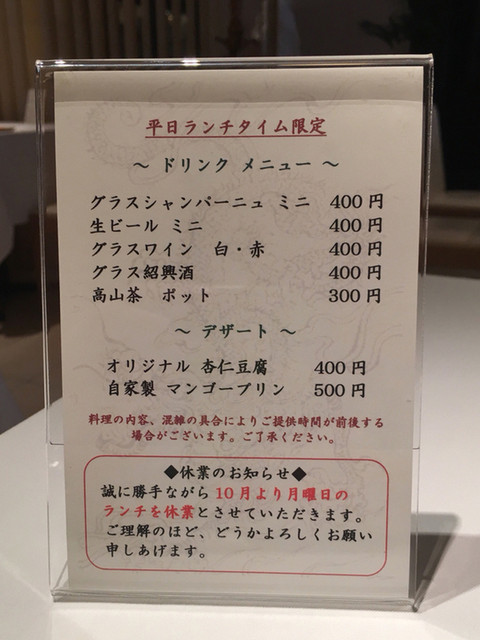 平日ランチタイム限定
～ ドリンク メニュー ～
グラスシャンパーニュ ミニ 400円
生ビール ミニ 400円
グラスワイン 白・赤 400円
グラス紹興酒 400円
高山茶 ポット 300円
～ デザート ～
オリジナル 杏仁豆腐 400円
自家製 マンゴープリン 500円
料理の内容、混雑の具合によりご提供時間が前後する
場合がございます。ご了承ください。
◆休業のお知らせ◆
誠に勝手ながら10月より月曜日の
ランチを休業とさせていただきます。
ご理解のほど、どうかよろしくお願い
申しあげます。